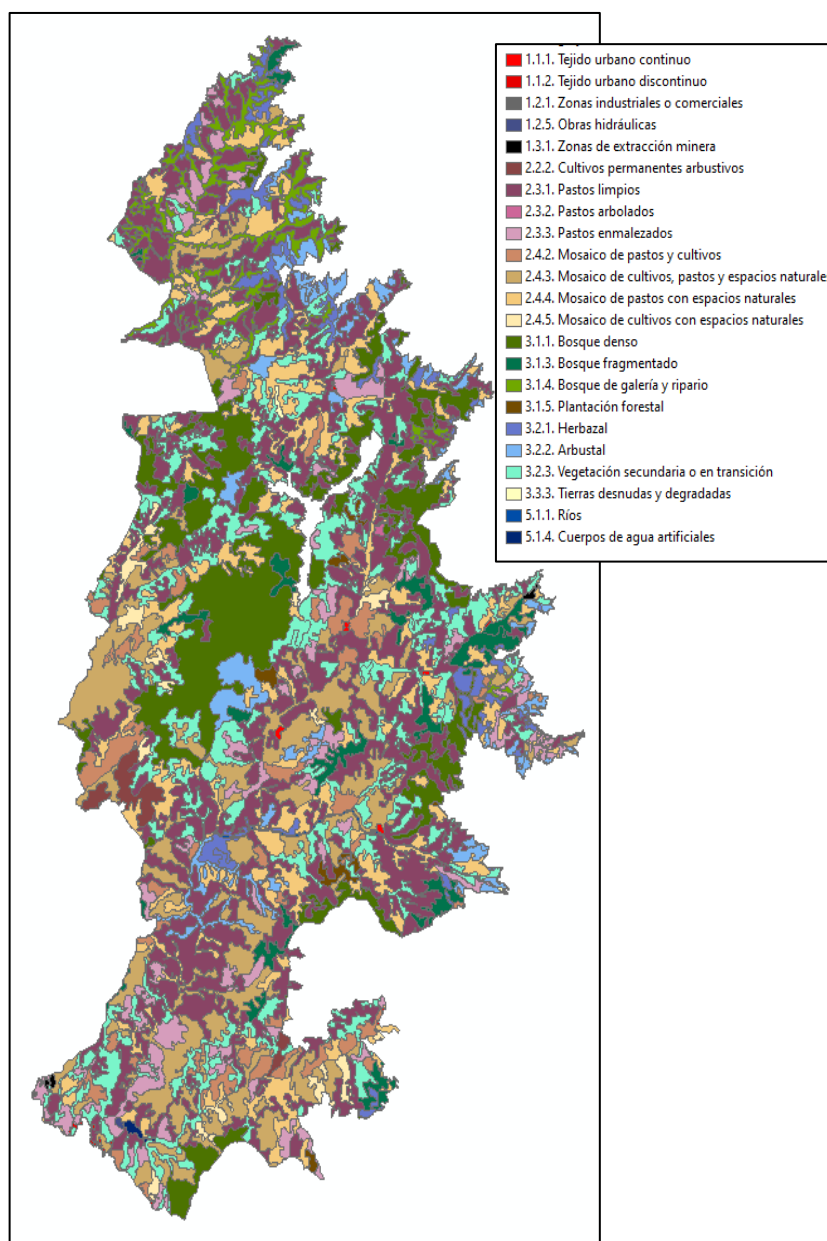 1.1.1. Tejido urbano continuo
1.1.2. Tejido urbano discontinuo
1.2.1. Zonas industriales o comerciales
1.2.5. Obras hidráulicas
1.3.1. Zonas de extracción minera
2.2.2. Cultivos permanentes arbustivos
2.3.1. Pastos limpios
2.3.2. Pastos arbolados
2.3.3. Pastos enmalezados
2.4.2. Mosaico de pastos y cultivos
2.4.3. Mosaico de cultivos, pastos y espacios naturale
2.4.4. Mosaico de pastos con espacios naturales
2.4.5. Mosaico de cultivos con espacios naturales
3.1.1. Bosque denso
3.1.3. Bosque fragmentado
3.1.4. Bosque de galería y ripario
3.1.5. Plantación forestal
3.2.1. Herbazal
3.2.2. Arbustal
3.2.3. Vegetación secundaria o en transición
3.3.3. Tierras desnudas y degradadas
5.1.1. Ríos
5.1.4. Cuerpos de agua artificiales